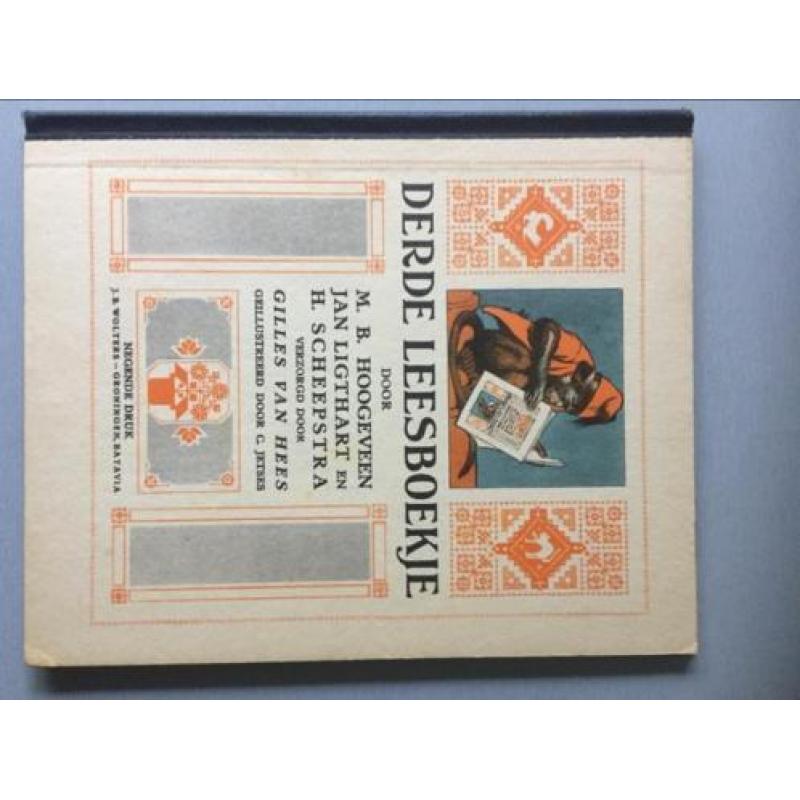 DERDE LEESBOEKJE
DOOR
M. B. HOOGEVEEN
JAN LIGTHART EN
H. SCHEEPSTRA
VERZORGD DOOR
GILLES VAN HEES
GEILLUSTREERD DOOR C. JETSES
NEGENDE DRUK
J.B. WOLTERS – GRONINGEN, BATAVIA